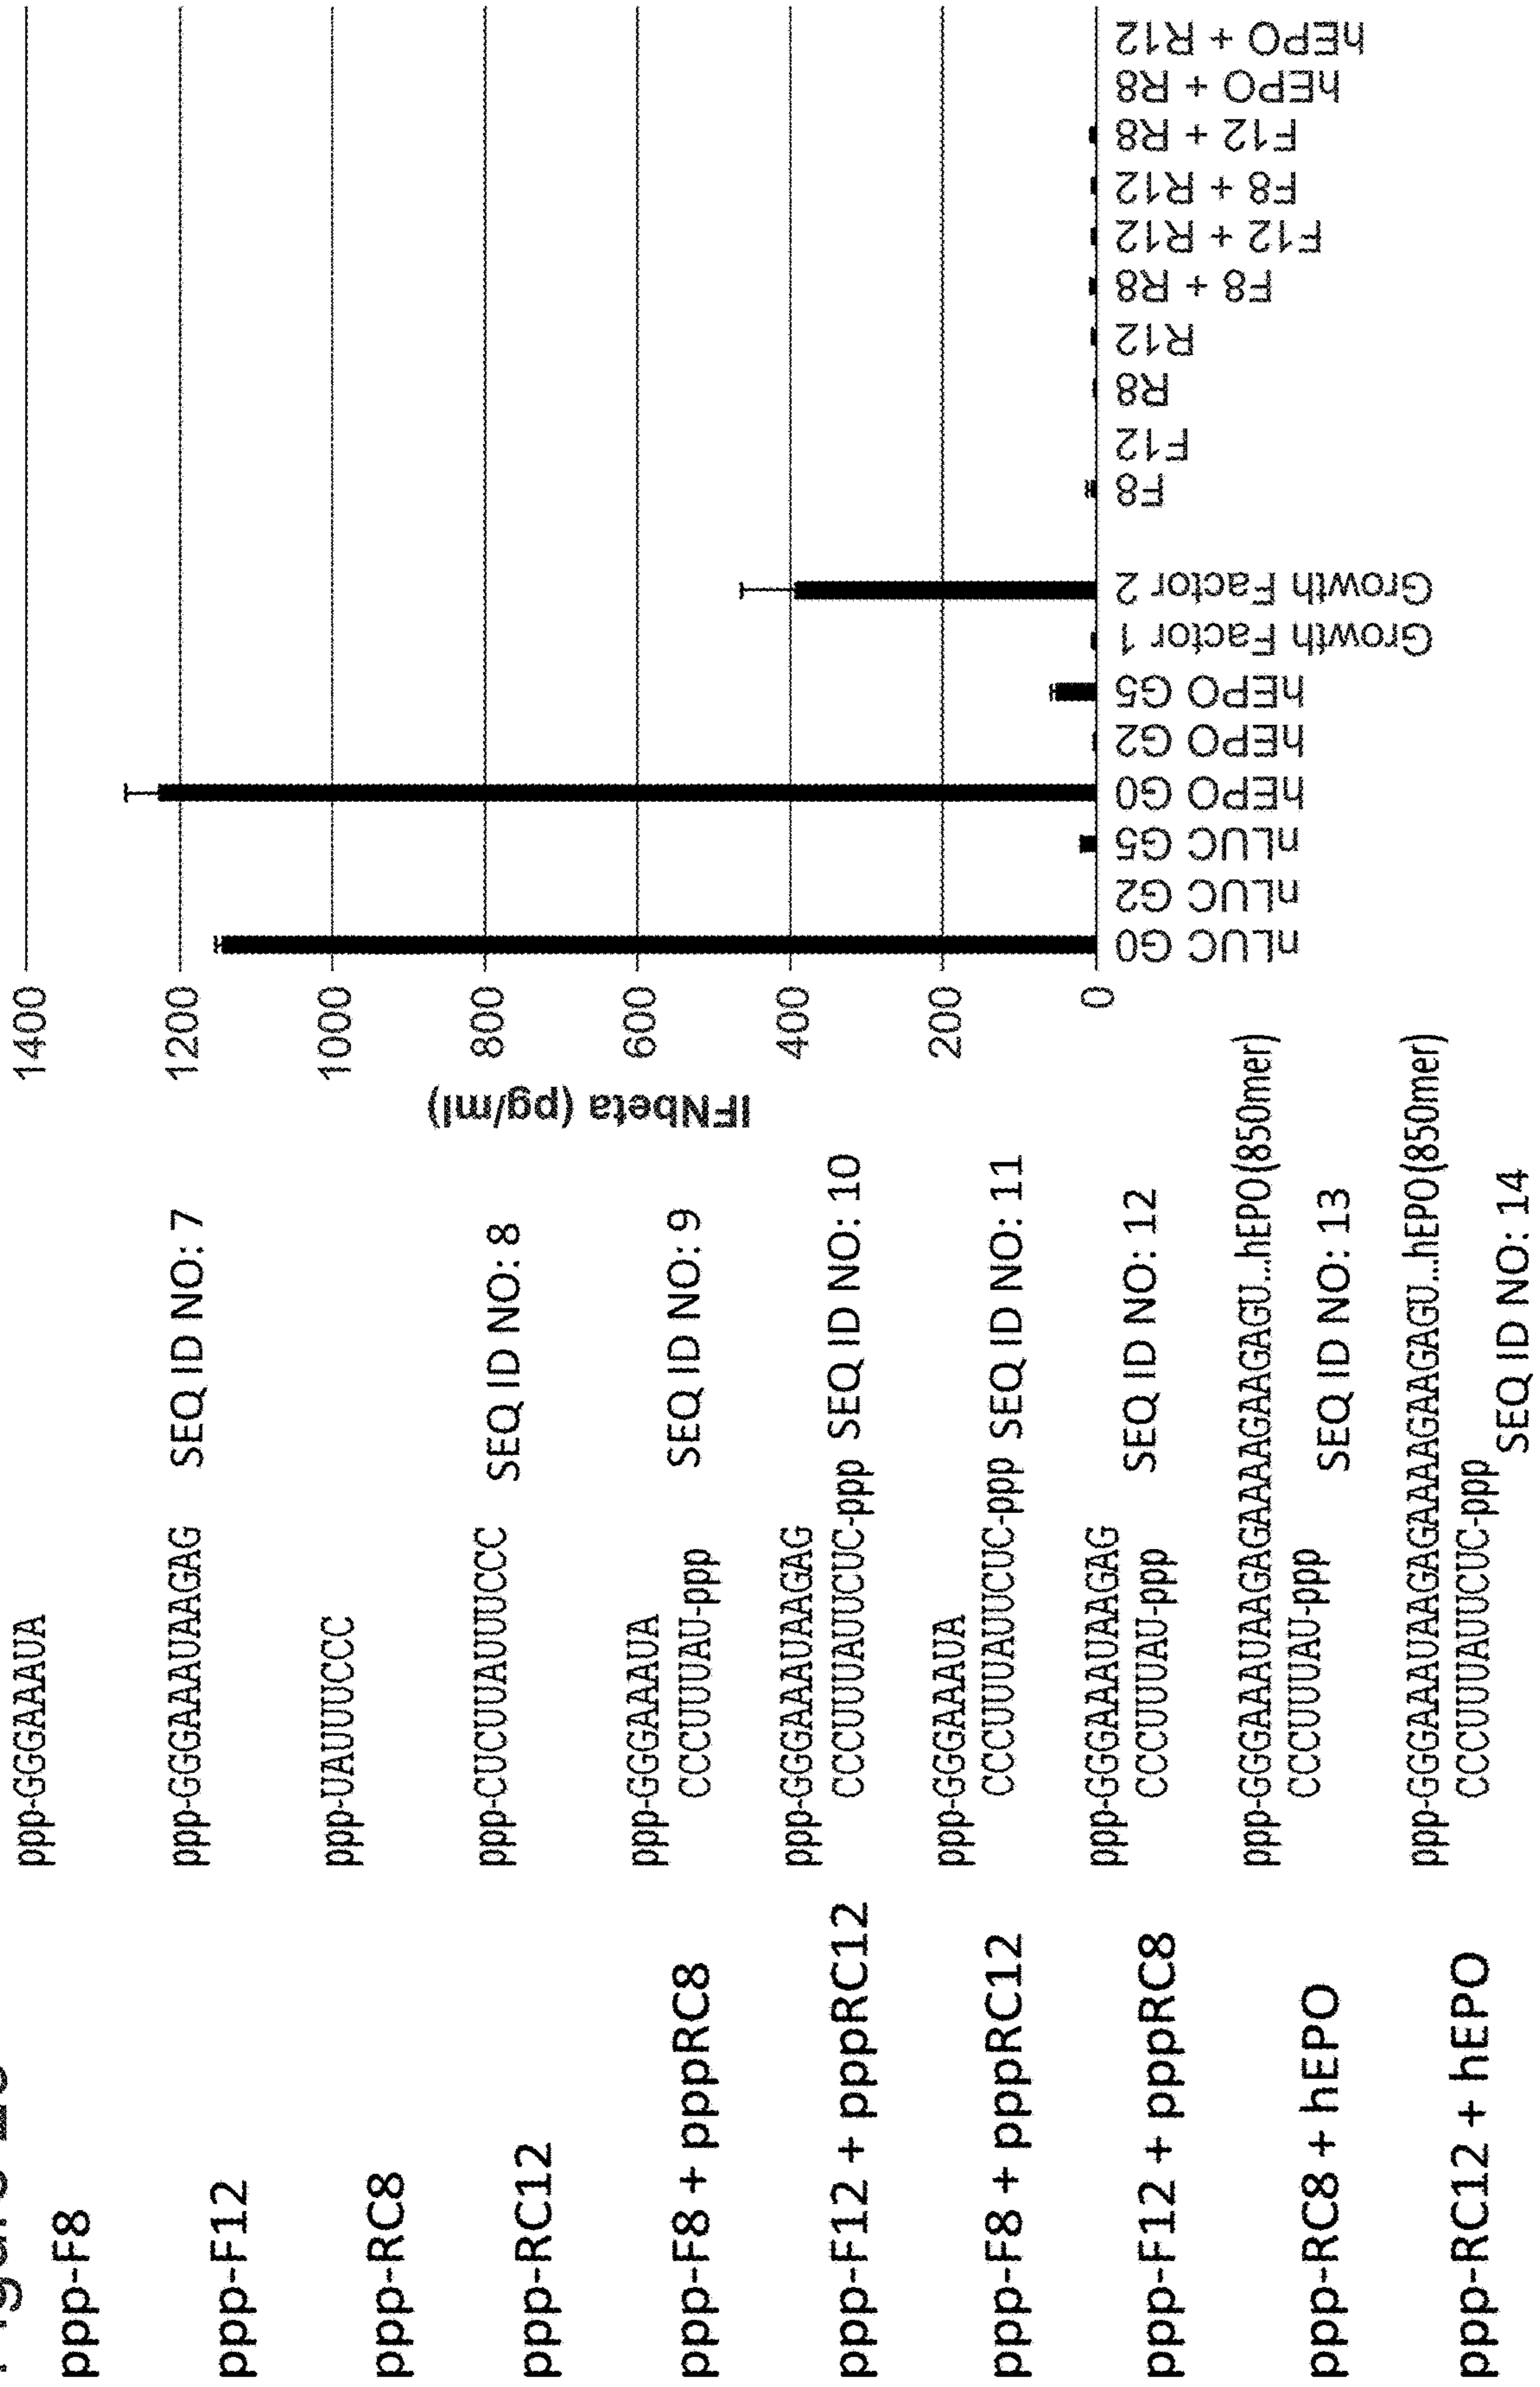 ppp-F8
ppp-GGGAAAUA
ppp-F12
ppp-GGGAAAUAAGAG SEQ ID NO: 7
ppp-RC8
ppp-UAUUUCCC
ppp-RC12
ppp-CUCUUAUUUCCC SEQ ID NO: 8
ppp-F8 + pppRC8
ppp-GGGAAAUA
CCCUUUAU-ppp SEQ ID NO: 9
ppp-F12 + pppRC12
ppp-GGGAAAUAAGAG
CCCUUUAUUCUC-ppp SEQ ID NO: 10
ppp-F8 + pppRC12
ppp-GGGAAAUA
CCCUUUAUUCUC-ppp SEQ ID NO: 11
ppp-F12 + pppRC8
ppp-GGGAAAUAAGAG
CCCUUUAU-ppp SEQ ID NO: 12
ppp-RC8 + hEPO
ppp-GGGAAAUAAGAGAGAAAAGAAGAGU...hEPO(850mer)
CCCUUUAU-ppp SEQ ID NO: 13
ppp-RC12 + hEPO
ppp-GGGAAAUAAGAGAGAAAAGAAGAGU...hEPO(850mer)
CCCUUUAUUCUC-ppp
SEQ ID NO: 14
IFNbeta (pg/ml)
1400
1200
1000
800
600
400
200
0
nLUC G0
nLUC G2
nLUC G5
hEPO G0
hEPO G2
hEPO G5
Growth Factor 1
Growth Factor 2
F8
F12
R8
R12
F8 + R8
F12 + R12
F8 + R12
F12 + R8
hEPO + R8
hEPO + R12